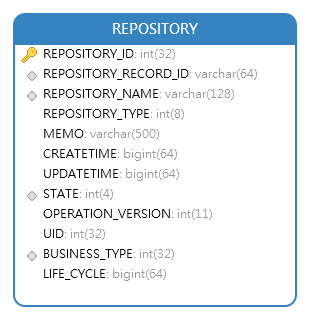 REPOSITORY
REPOSITORY_ID: int(32)
REPOSITORY_RECORD_ID: varchar(64)
REPOSITORY_NAME: varchar(128)
REPOSITORY_TYPE: int(8)
MEMO: varchar(500)
CREATETIME: bigint(64)
UPDATETIME: bigint(64)
STATE: int(4)
OPERATION_VERSION: int(11)
UID: int(32)
BUSINESS_TYPE: int(32)
LIFE_CYCLE: bigint(64)